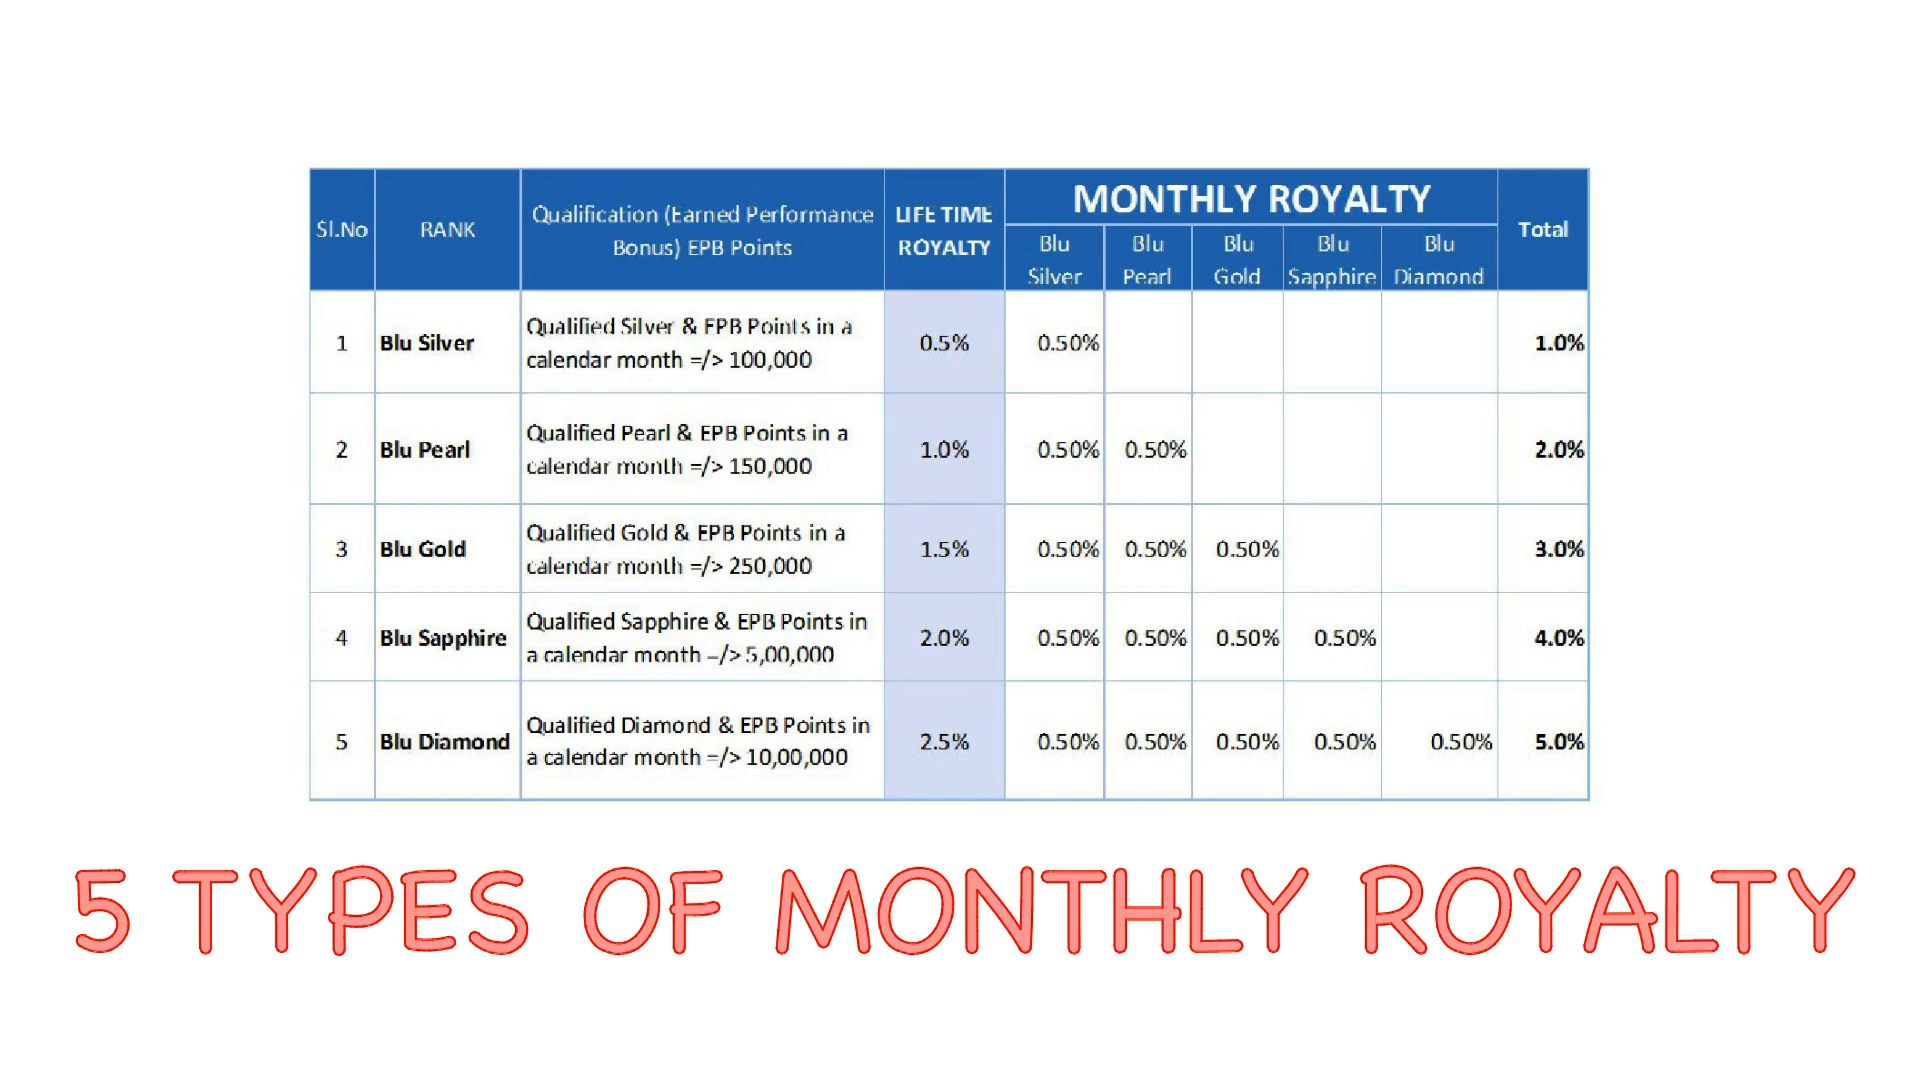 Sl.No RANK Qualification (Earned Performance Bonus) EPB Points LIFE TIME ROYALTY MONTHLY ROYALTY Total
Blu Silver Blu Pearl Blu Gold Blu Sapphire Blu Diamond
1 Blu Silver Qualified Silver & EPB Points in a calendar month =/> 100,000 0.5% 0.50% 1.0%
2 Blu Pearl Qualified Pearl & EPB Points in a calendar month =/> 150,000 1.0% 0.50% 0.50% 2.0%
3 Blu Gold Qualified Gold & EPB Points in a calendar month =/> 250,000 1.5% 0.50% 0.50% 0.50% 3.0%
4 Blu Sapphire Qualified Sapphire & EPB Points in a calendar month =/> 5,00,000 2.0% 0.50% 0.50% 0.50% 0.50% 4.0%
5 Blu Diamond Qualified Diamond & EPB Points in a calendar month =/> 10,00,000 2.5% 0.50% 0.50% 0.50% 0.50% 0.50% 5.0%
5 TYPES OF MONTHLY ROYALTY